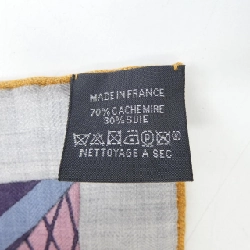 MADE IN FRANCE
70% CACHEMIRE
30% SOIE
NETTOYAGE A SEC